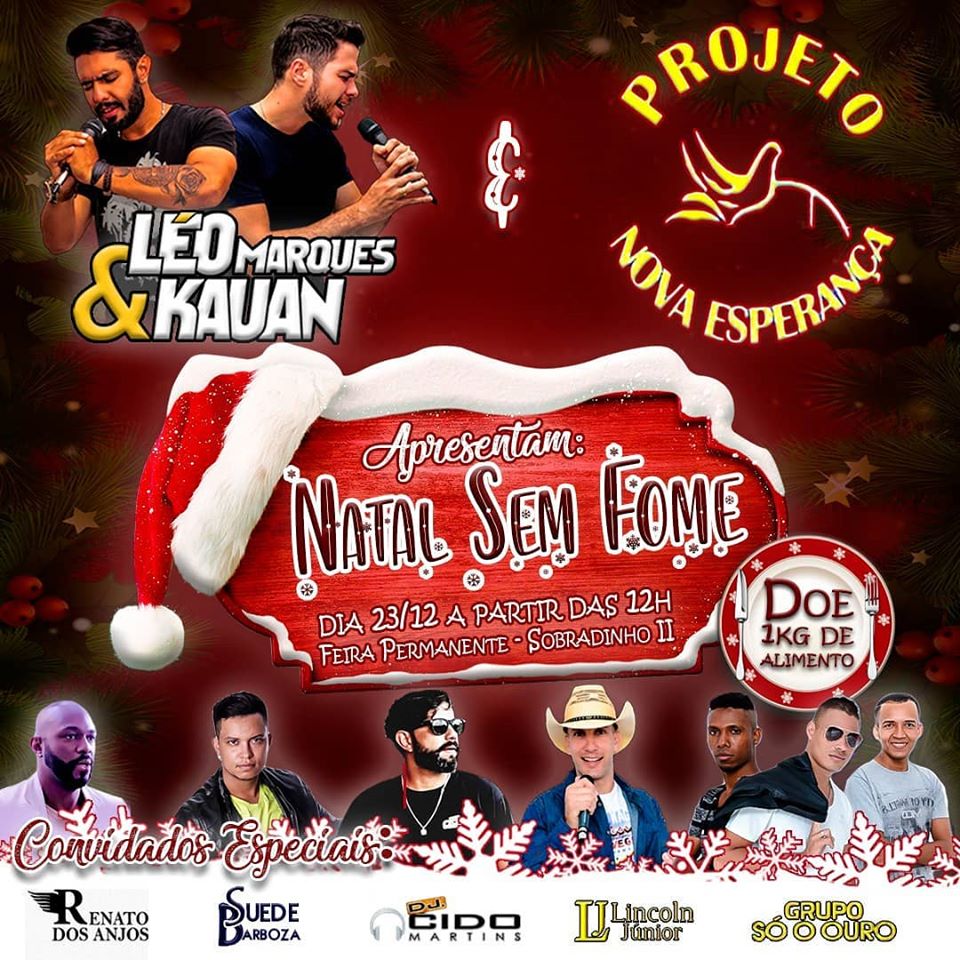 LÉO MARQUES
& KAUAN
&
PROJETO
NOVA ESPERANÇA
Apresentam:
NATAL SEM FOME
DIA 23/12 A PARTIR DAS 12H
FEIRA PERMANENTE - SOBRADINHO II
DOE
1KG DE
ALIMENTO
Convidados Especiais:
RENATO
DOS ANJOS
SUEDE
BARBOZA
DJ.
CIDO
MARTINS
LJ
Lincoln
Júnior
GRUPO
SÓ O OURO